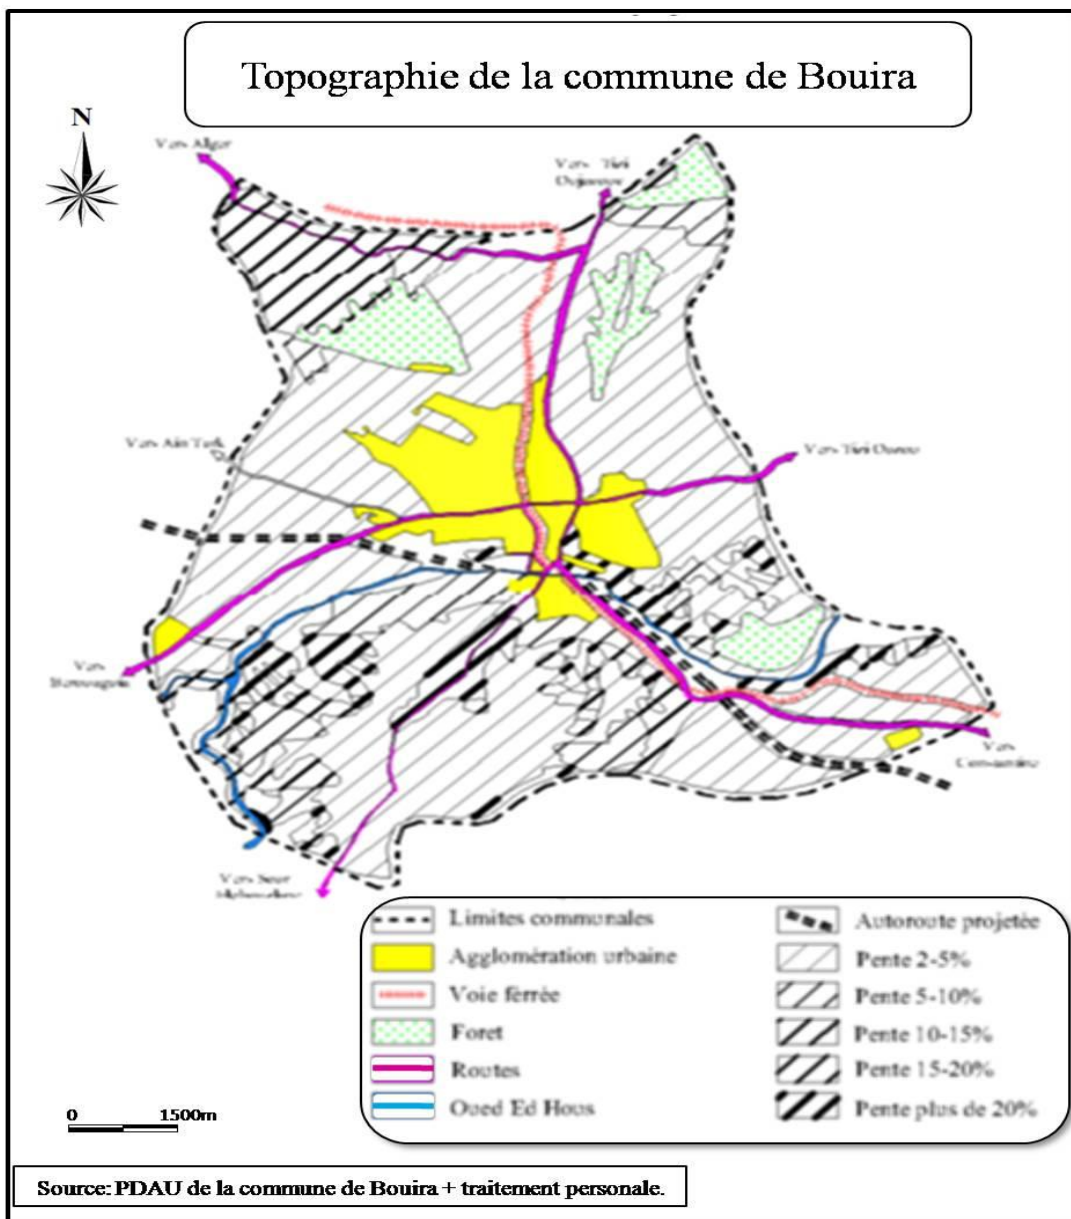 Topographie de la commune de Bouira
N
Vers Alger
Vers Tizi
Vers Ain Turk
Vers Tizi Ouzou
Vers
Vers
Vers Sour
Limites communales
Agglomération urbaine
Voie ferrée
Foret
Routes
Oued Ed Hous
Autoroute projetée
Pente 2-5%
Pente 5-10%
Pente 10-15%
Pente 15-20%
Pente plus de 20%
0 1500m
Source: PDAU de la commune de Bouira + traitement personale.